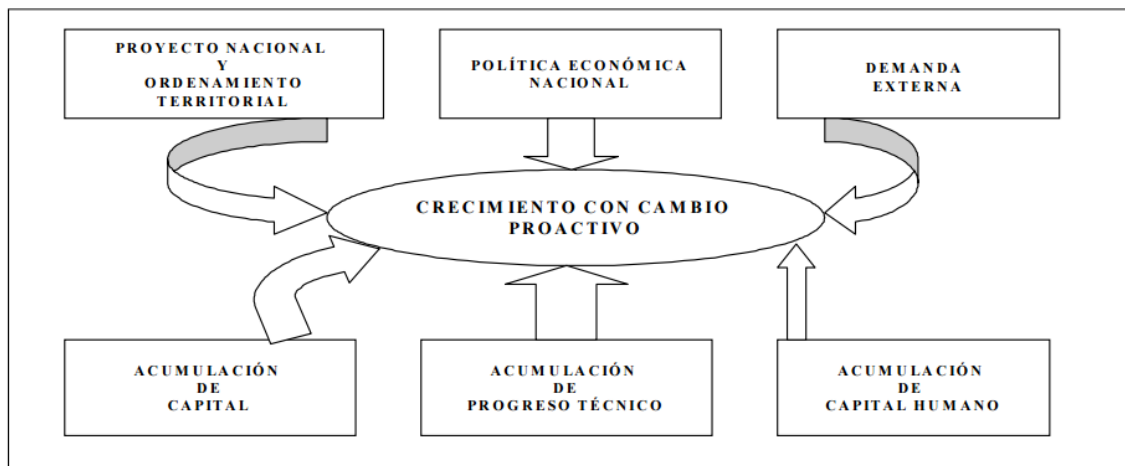 PROYECTO NACIONAL
Y
ORDENAMIENTO
TERRITORIAL
POLÍTICA ECONÓMICA
NACIONAL
DEMANDA
EXTERNA
CRECIMIENTO CON CAMBIO
PROACTIVO
ACUMULACIÓN
DE
CAPITAL
ACUMULACIÓN
DE
PROGRESO TÉCNICO
ACUMULACIÓN
DE
CAPITAL HUMANO